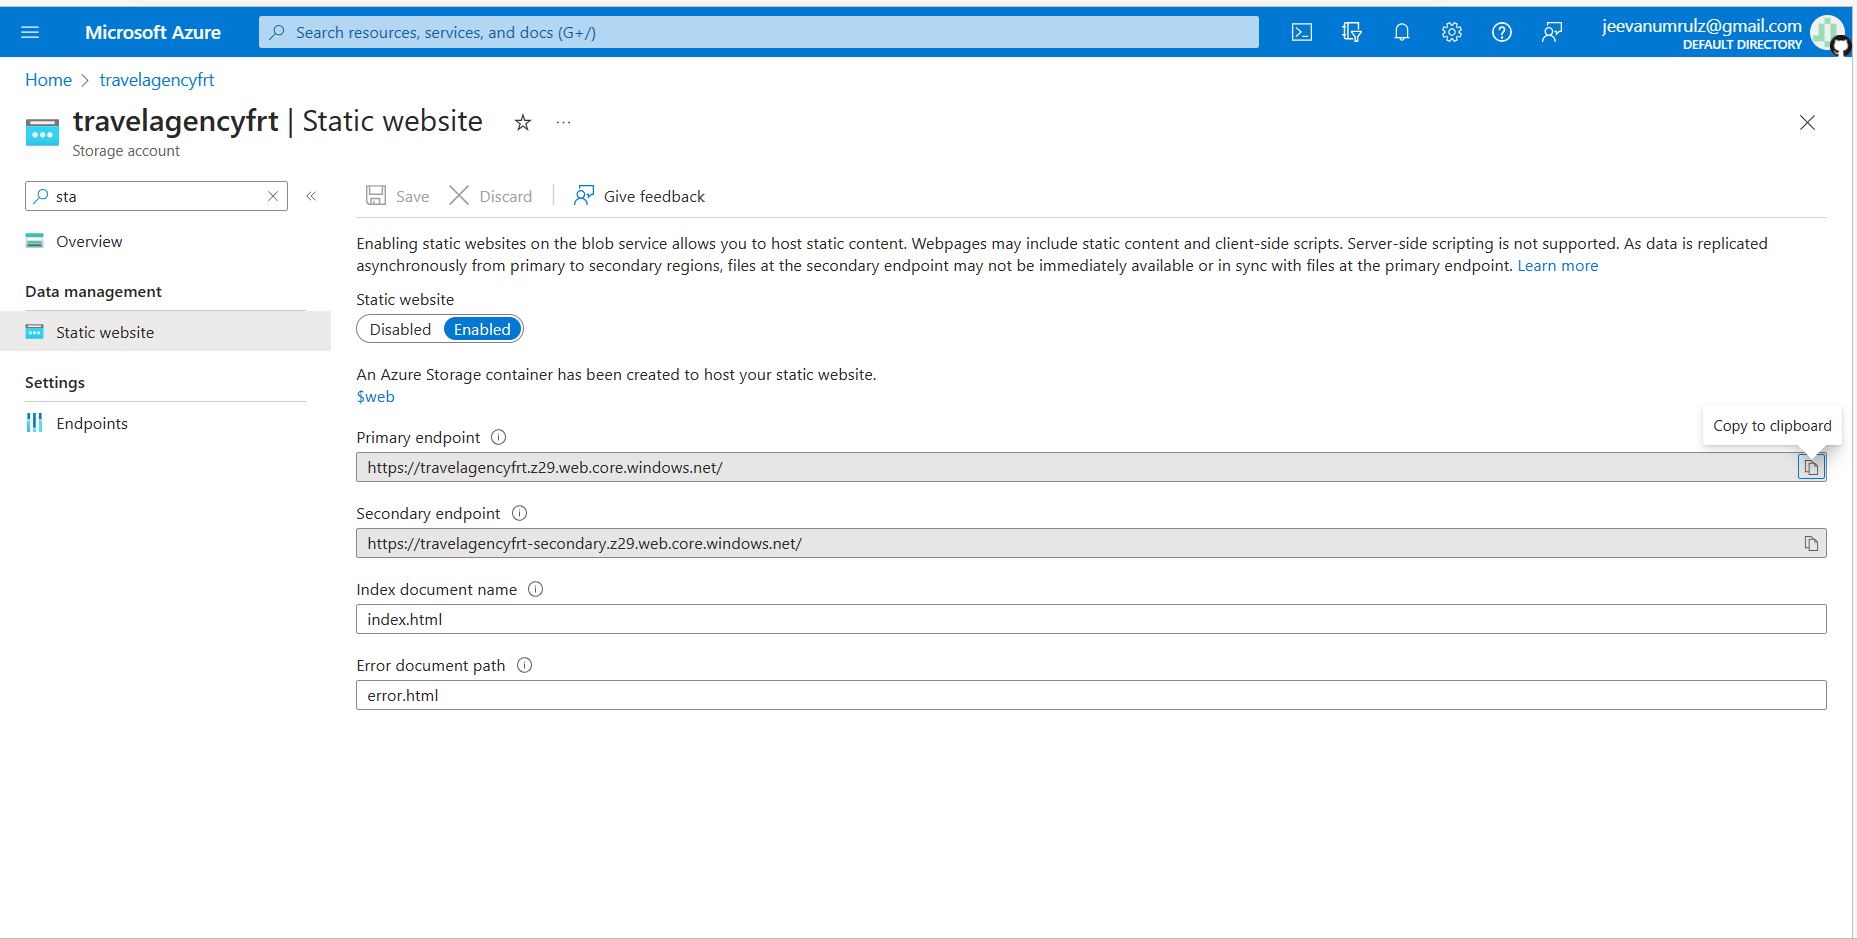 Microsoft Azure
Search resources, services, and docs (G+/)
jeevanumrulz@gmail.com
DEFAULT DIRECTORY
Home > travelagencyfrt
travelagencyfrt | Static website
Storage account
sta
Save
Discard
Give feedback
Overview
Data management
Static website
Settings
Endpoints
Enabling static websites on the blob service allows you to host static content. Webpages may include static content and client-side scripts. Server-side scripting is not supported. As data is replicated
asynchronously from primary to secondary regions, files at the secondary endpoint may not be immediately available or in sync with files at the primary endpoint. Learn more
Static website
Disabled Enabled
An Azure Storage container has been created to host your static website.
$web
Copy to clipboard
Primary endpoint
https://travelagencyfrt.z29.web.core.windows.net/
Secondary endpoint
https://travelagencyfrt-secondary.z29.web.core.windows.net/
Index document name
index.html
Error document path
error.html